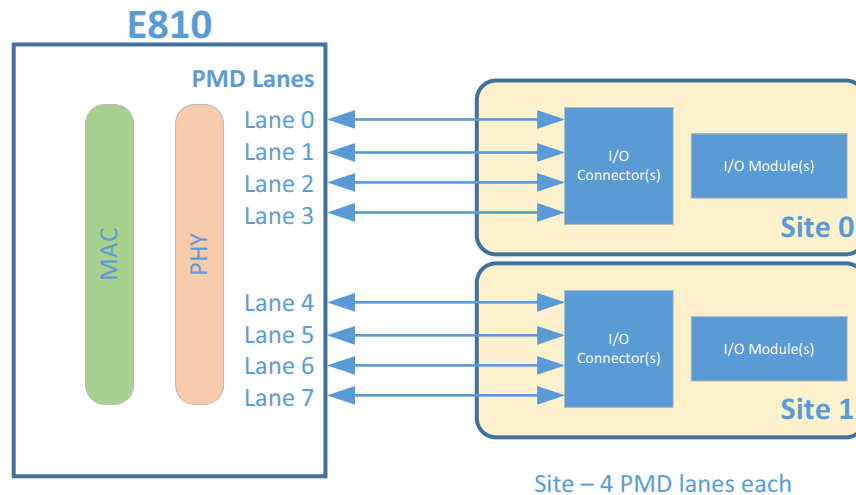 E810
PMD Lanes
Lane 0
Lane 1
Lane 2
Lane 3
Lane 4
Lane 5
Lane 6
Lane 7
MAC
PHY
I/O
Connector(s)
I/O Module(s)
Site 0
I/O
Connector(s)
I/O Module(s)
Site 1
Site – 4 PMD lanes each